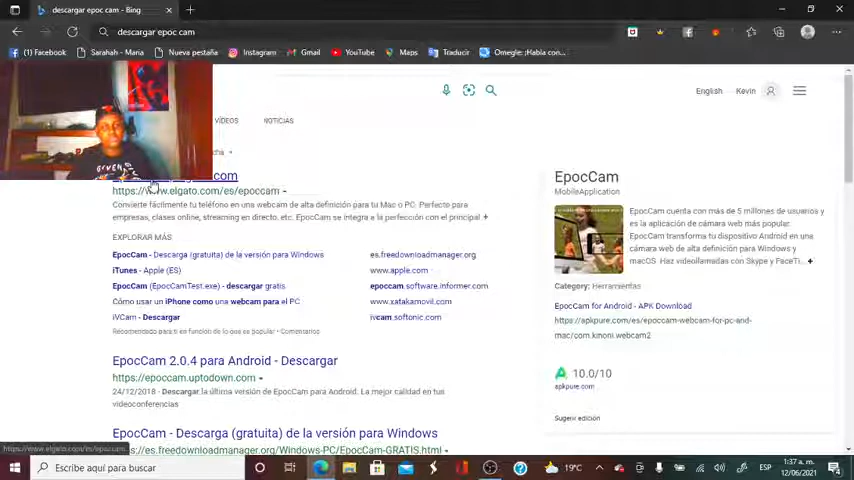 descargar epoc cam - Bing
descargar epoc cam
(1) Facebook
Sarahah - Maria
Nueva pestaña
Instagram
Gmail
YouTube
Maps
Traducir
Omegle: ¡Habla con...
English
Kevin
VÍDEOS
NOTICIAS
com
https://www.elgato.com/es/epoccam
Convierte fácilmente tu teléfono en una webcam de alta definición para tu Mac o PC. Perfecto para
empresas, clases online, streaming en directo, etc. EpocCam se integra a la perfección con el principal +
EXPLORAR MÁS
EpocCam - Descarga (gratuita) de la versión para Windows
es.freedownloadmanager.org
iTunes - Apple (ES)
www.apple.com
EpocCam (EpocCamTest.exe) - descargar gratis
epoccam.software.informer.com
Cómo usar un iPhone como una webcam para el PC
www.xatakamovil.com
iVCam - Descargar
ivcam.softonic.com
Recomendado para ti en función de lo que es popular • Comentarios
EpocCam 2.0.4 para Android - Descargar
https://epoccam.uptodown.com
24/12/2018 · Descargar la última versión de EpocCam para Android. La mejor calidad en tus
videoconferencias
EpocCam - Descarga (gratuita) de la versión para Windows
https://es.freedownloadmanager.org/Windows-PC/EpocCam-GRATIS.html
EpocCam
MobileApplication
EpocCam cuenta con más de 5 millones de usuarios y
es la aplicación de cámara web más popular.
EpocCam transforma tu dispositivo Android en una
cámara web de alta definición para Windows y
macOS. Haz videollamadas con Skype y FaceTi...
Category: Herramientas
EpocCam for Android - APK Download
https://apkpure.com/es/epoccam-webcam-for-pc-and-
mac/com.kinoni.webcam2
10.0/10
apkpure.com
Sugerir edición
https://www.elgato.com/es/epoccam
Escribe aquí para buscar
19°C
ESP
1:37 a. m.
12/06/2021